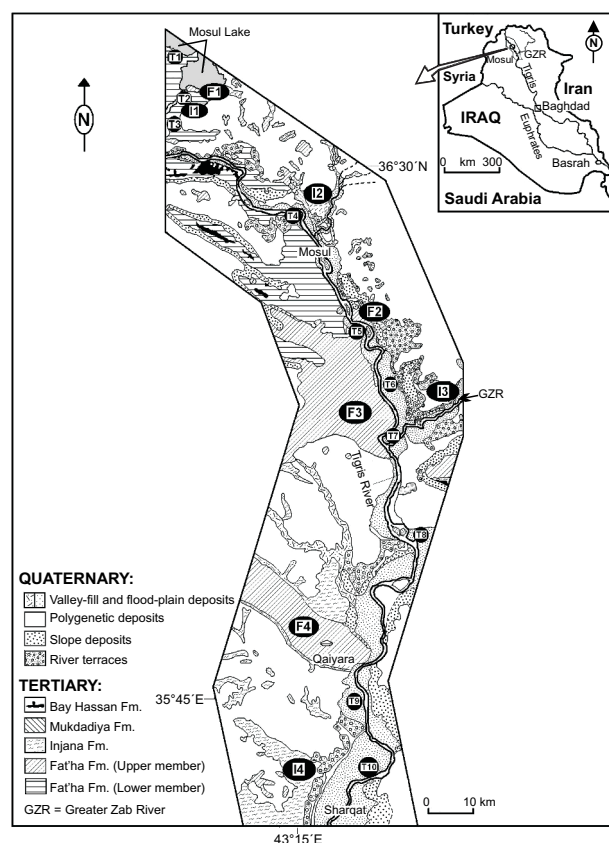 Mosul Lake
T1
F1
T2
I1
T3
N
36°30´N
I2
T4
Mosul
F2
T5
T6
I3
F3
GZR
T7
Tigris River
T8
F4
Qaiyara
35°45´E
T9
I4
T10
Sharqat
0 10 km
43°15´E
Turkey
N
Mosul
GZR
Syria
Tigris
Iran
Baghdad
IRAQ
Euphrates
0 km 300
Basrah
Saudi Arabia
QUATERNARY:
Valley-fill and flood-plain deposits
Polygenetic deposits
Slope deposits
River terraces
TERTIARY:
Bay Hassan Fm.
Mukdadiya Fm.
Injana Fm.
Fat'ha Fm. (Upper member)
Fat'ha Fm. (Lower member)
GZR = Greater Zab River